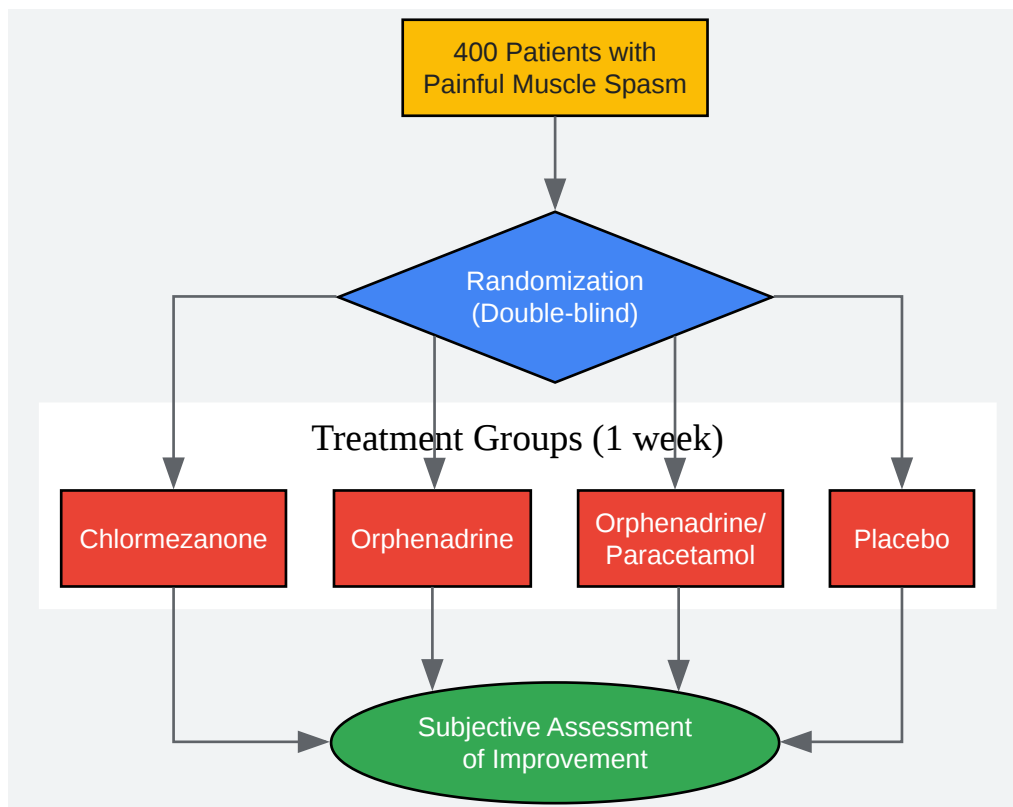 400 Patients with
Painful Muscle Spasm
Randomization
(Double-blind)
Treatment Groups (1 week)
Chlormezanone
Orphenadrine
Orphenadrine/
Paracetamol
Placebo
Subjective Assessment
of Improvement